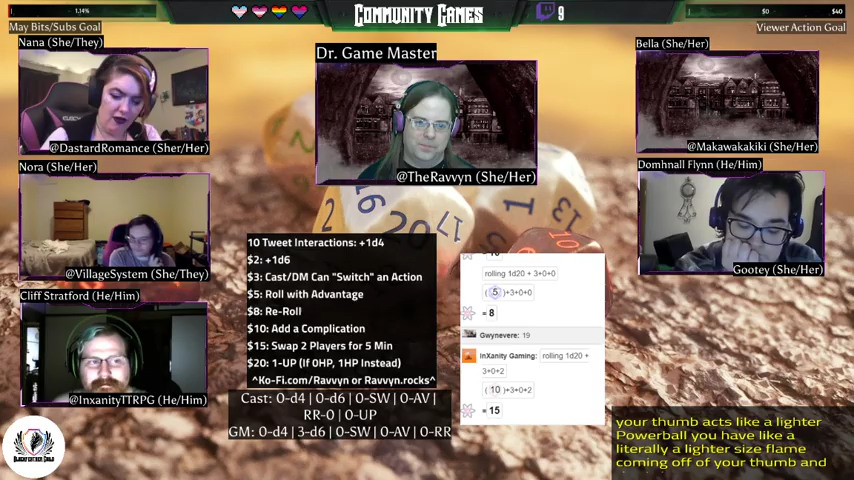 1.14%
COMMUNITY GAMES
9
$0
$40
May Bits/Subs Goal
Viewer Action Goal
Nana (She/They)
Dr. Game Master
Bella (She/Her)
@DastardRomance (Sher/Her)
@TheRavvyn (She/Her)
@Makawakakiki (She/Her)
Nora (She/Her)
Domhnall Flynn (He/Him)
@VillageSystem (She/They)
Gootey (She/Her)
Cliff Stratford (He/Him)
@InxanityTTRPG (He/Him)
10 Tweet Interactions: +1d4
$2: +1d6
$3: Cast/DM Can "Switch" an Action
$5: Roll with Advantage
$8: Re-Roll
$10: Add a Complication
$15: Swap 2 Players for 5 Min
$20: 1-UP (If 0HP, 1HP Instead)
^Ko-Fi.com/Ravvyn or Ravvyn.rocks^
Cast: 0-d4 | 0-d6 | 0-SW | 0-AV |
RR-0 | 0-UP
GM: 0-d4 | 3-d6 | 0-SW | 0-AV | 0-RR
rolling 1d20 + 3+0+0
(5)+3+0+0
= 8
Gwynevere: 19
InXanity Gaming: rolling 1d20 +
3+0+2
(10)+3+0+2
= 15
your thumb acts like a lighter
Powerball you have like a
literally a lighter size flame
coming off of your thumb and
16
20
17
2
1
13
10